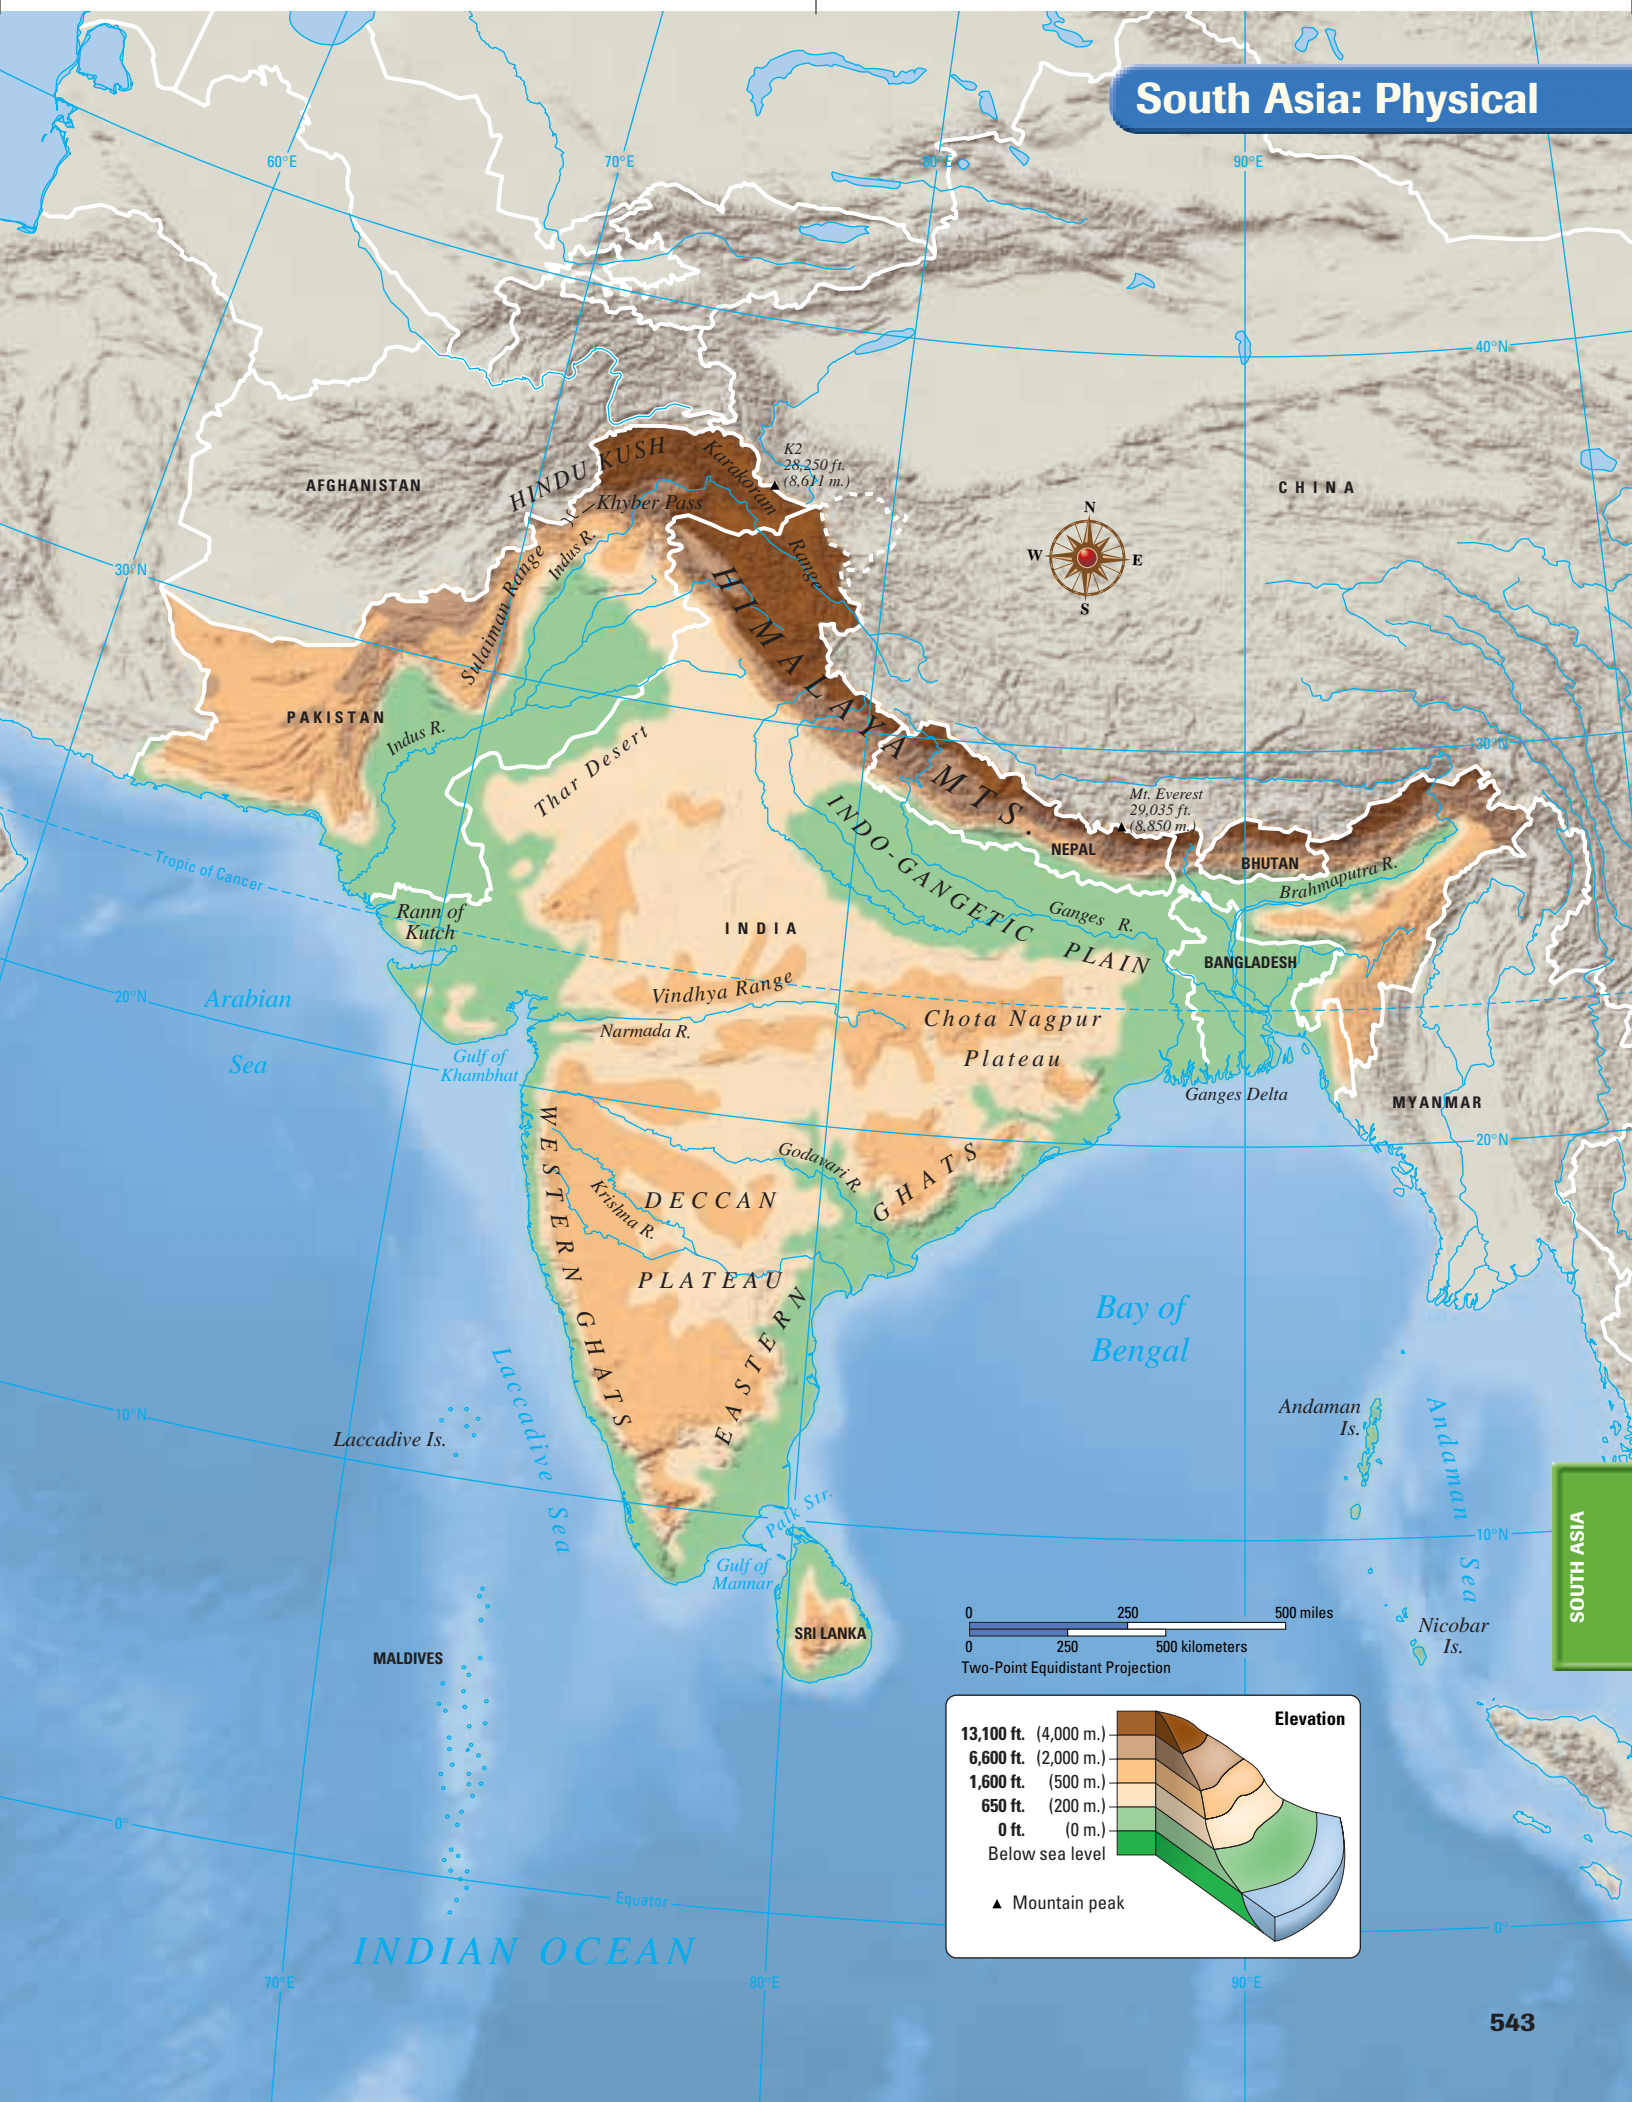 South Asia: Physical
60°E
70°E
80°E
90°E
40°N
K2
28,250 ft.
(8,611 m.)
HINDU KUSH
Karakoram
Range
AFGHANISTAN
CHINA
Khyber Pass
N
W
E
S
Indus R.
30°N
Sulaiman Range
HIMALAYA MTS.
PAKISTAN
Indus R.
Thar Desert
30°N
Mt. Everest
29,035 ft.
(8,850 m.)
INDO-GANGETIC PLAIN
NEPAL
BHUTAN
Brahmaputra R.
Tropic of Cancer
Rann of
Kutch
INDIA
Ganges R.
BANGLADESH
20°N
Arabian
Sea
Vindhya Range
Narmada R.
Chota Nagpur
Plateau
Gulf of
Khambhat
Ganges Delta
MYANMAR
20°N
WESTERN GHATS
Godavari R.
GHATS
Krishna R.
DECCAN
PLATEAU
EASTERN
Bay of
Bengal
Laccadive Sea
10°N
Laccadive Is.
Andaman
Is.
Andaman Sea
Palk Str.
10°N
Gulf of
Mannar
SOUTH ASIA
SRI LANKA
Nicobar
Is.
MALDIVES
0 250 500 miles
0 250 500 kilometers
Two-Point Equidistant Projection
Elevation
13,100 ft. (4,000 m.)
6,600 ft. (2,000 m.)
1,600 ft. (500 m.)
650 ft. (200 m.)
0 ft. (0 m.)
Below sea level
Mountain peak
0°
Equator
0°
INDIAN OCEAN
70°E
80°E
90°E
543